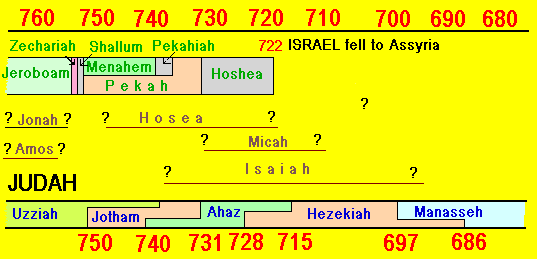 760 750 740 730 720 710 700 690 680
Zechariah Shallum Pekahiah 722 ISRAEL fell to Assyria
Jeroboam Menahem Hoshea
Pekah
?
? Jonah ? ? Hosea ?
? Amos ? ? Micah ?
? Isaiah ?
JUDAH
Uzziah Jotham Ahaz Hezekiah Manasseh
750 740 731 728 715 697 686